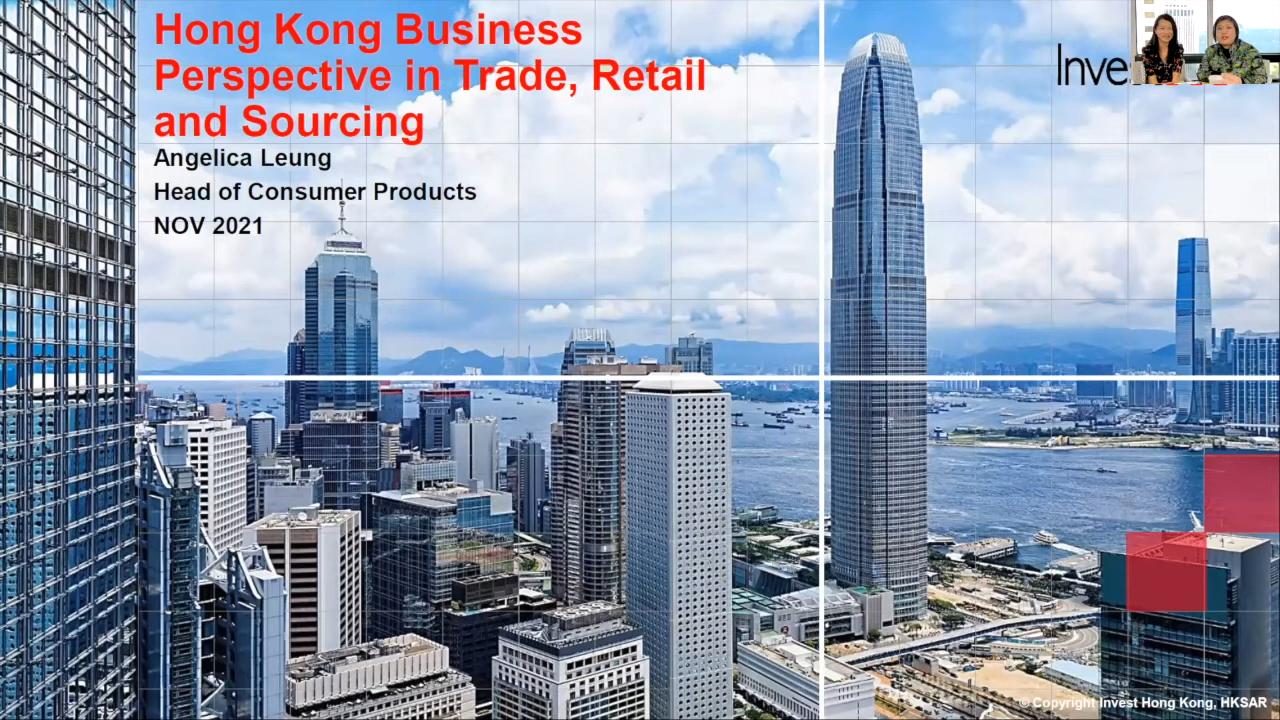 Hong Kong Business
Perspective in Trade, Retail
and Sourcing
Angelica Leung
Head of Consumer Products
NOV 2021
Inve
© Copyright Invest Hong Kong, HKSAR